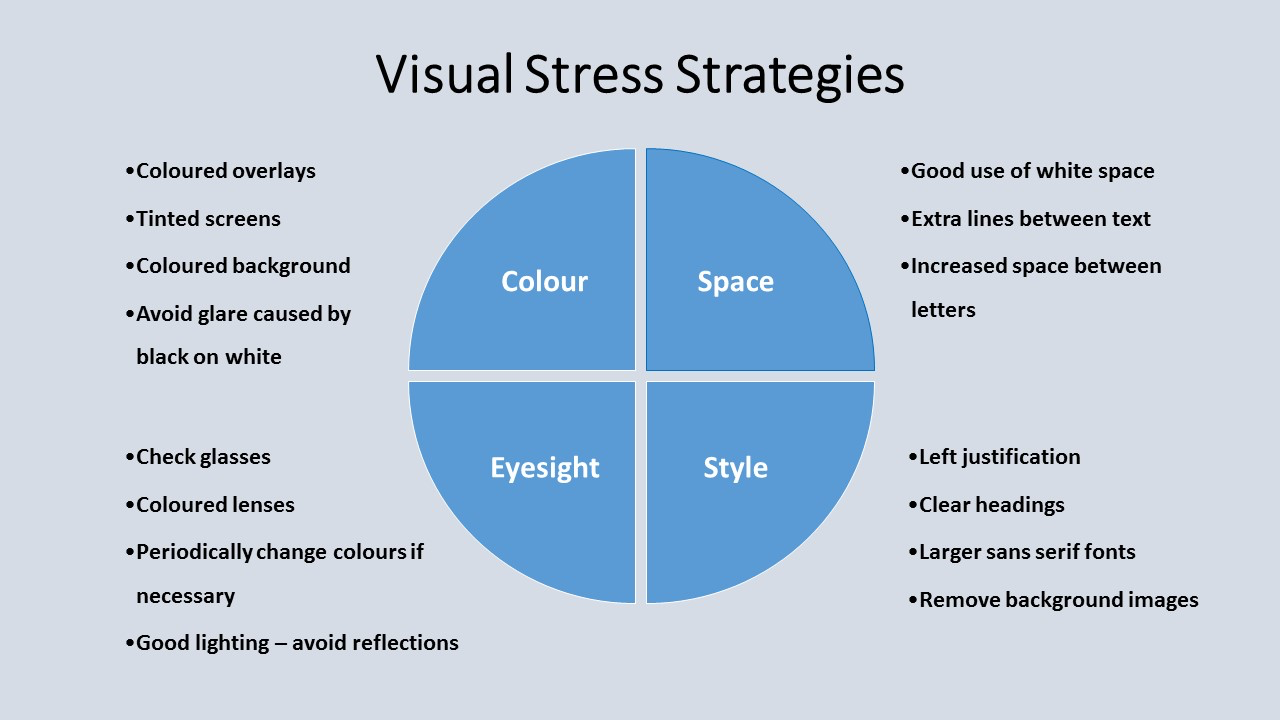 Visual Stress Strategies
•Coloured overlays
•Tinted screens
•Coloured background
•Avoid glare caused by
black on white
Colour
Space
•Good use of white space
•Extra lines between text
•Increased space between
letters
•Check glasses
•Coloured lenses
•Periodically change colours if
necessary
•Good lighting – avoid reflections
Eyesight
Style
•Left justification
•Clear headings
•Larger sans serif fonts
•Remove background images